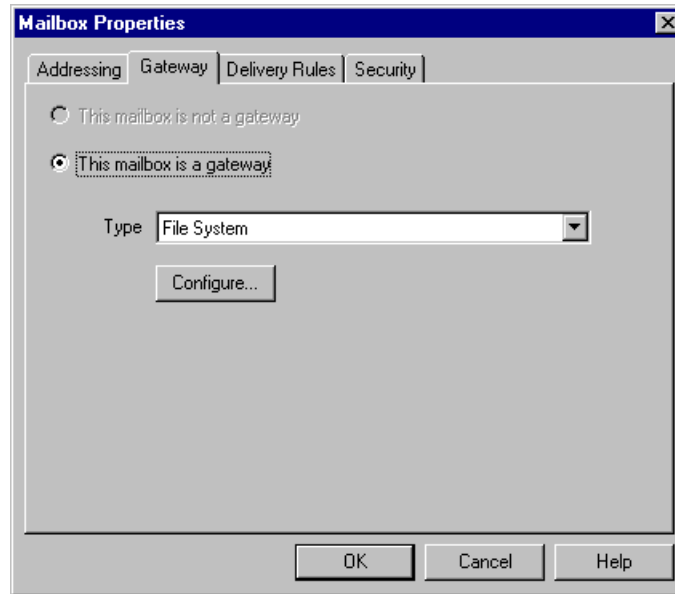 Mailbox Properties
Addressing Gateway Delivery Rules Security
This mailbox is not a gateway
This mailbox is a gateway
Type File System
Configure...
OK Cancel Help